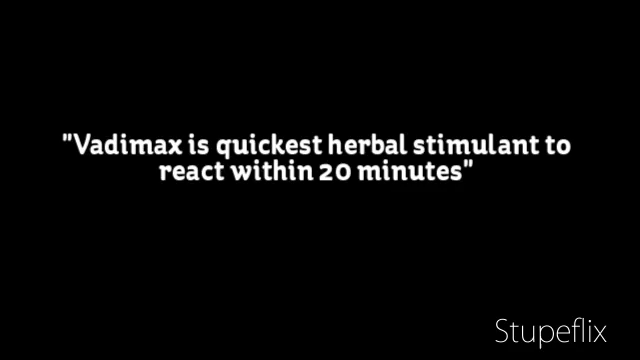 "Vadimax is quickest herbal stimulant to
react within 20 minutes"
Stupeflix